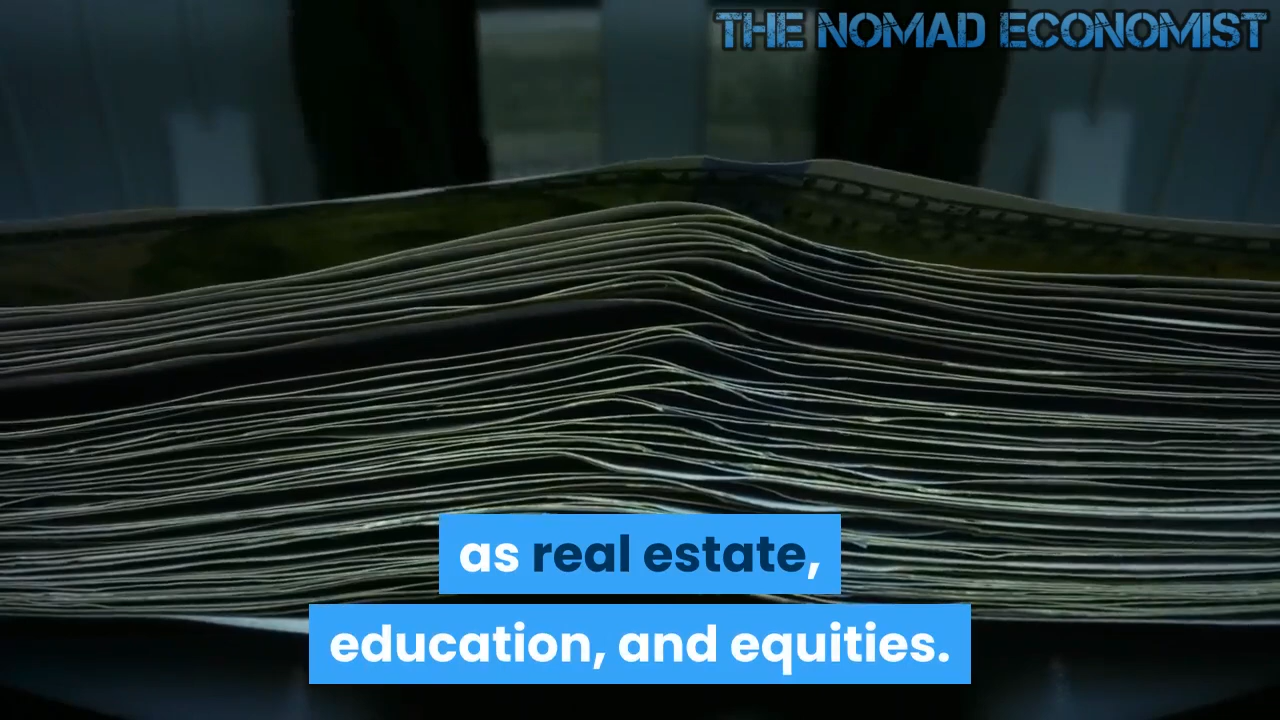 THE NOMAD ECONOMIST
as real estate,
education, and equities.